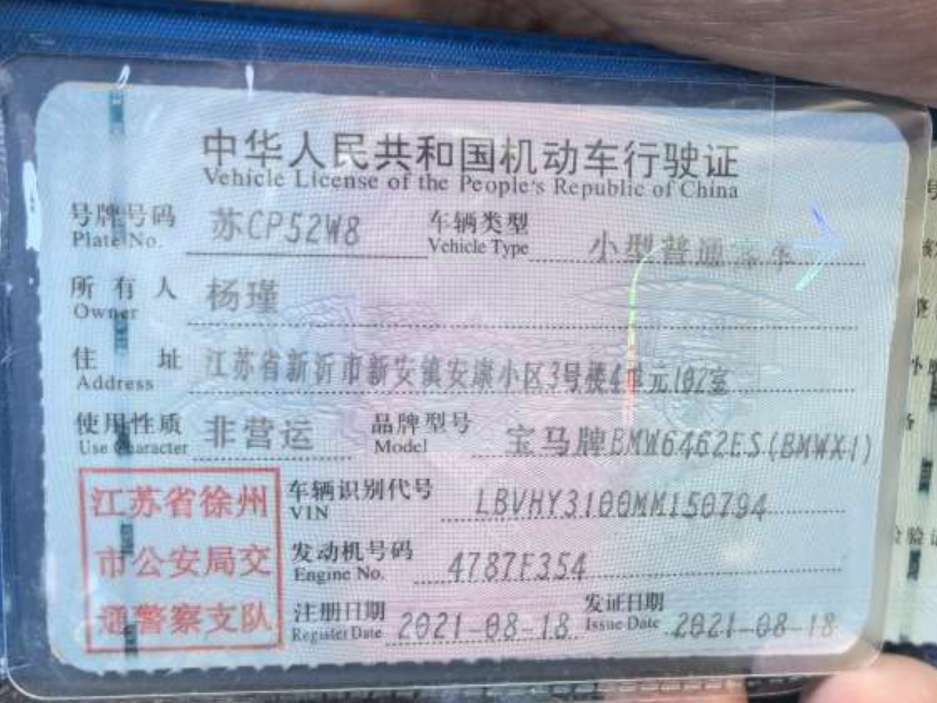 中华人民共和国机动车行驶证
Vehicle License of the People's Republic of China
号牌号码 苏CP52W8 车辆类型 小型普通客车
Plate No. Vehicle Type
所有人 杨瑾
Owner
住址 江苏省新沂市新安镇安康小区3号楼4单元102室
Address
使用性质 非营运 品牌型号 宝马牌BMW6462ES(BMWX1)
Use Character Model
江苏省徐州
市公安局交
通警察支队
车辆识别代号 LBVHY3100MM150794
VIN
发动机号码 4787F354
Engine No.
注册日期 2021-08-18 发证日期 2021-08-18
Register Date Issue Date